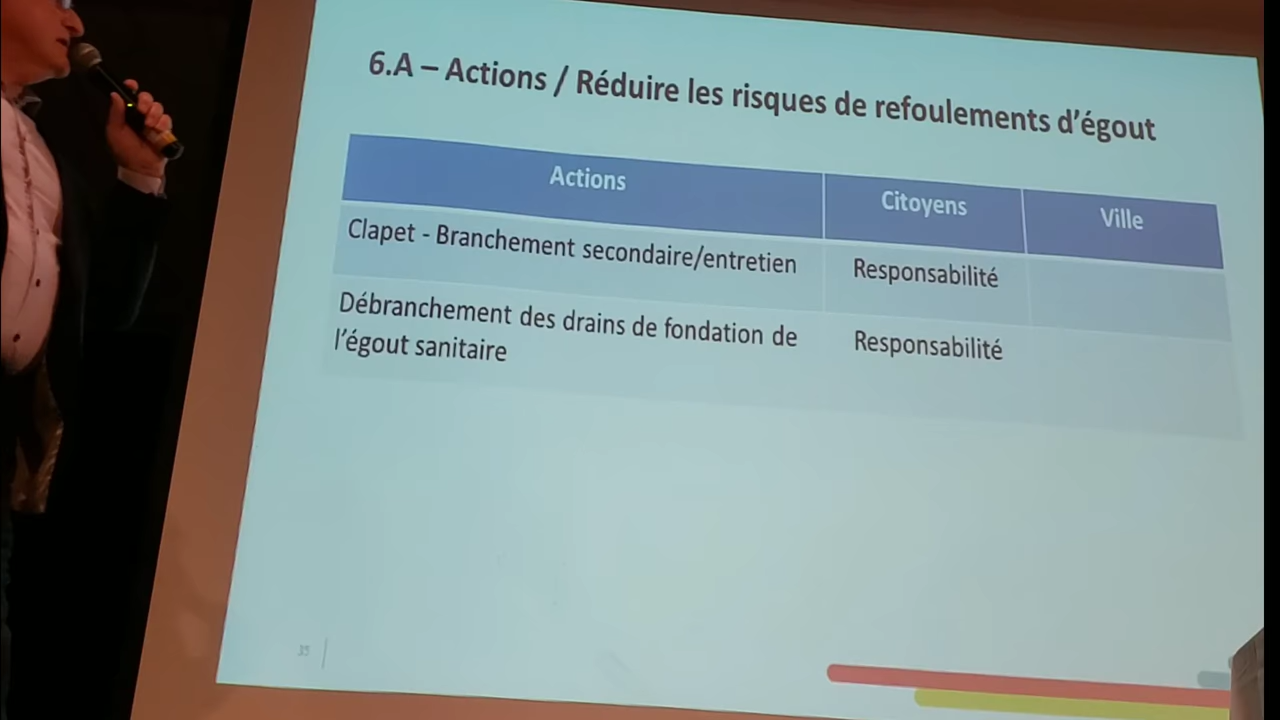 6.A – Actions / Réduire les risques de refoulements d'égout
Actions
Citoyens
Ville
Clapet - Branchement secondaire/entretien
Responsabilité
Débranchement des drains de fondation de
l'égout sanitaire
Responsabilité
35